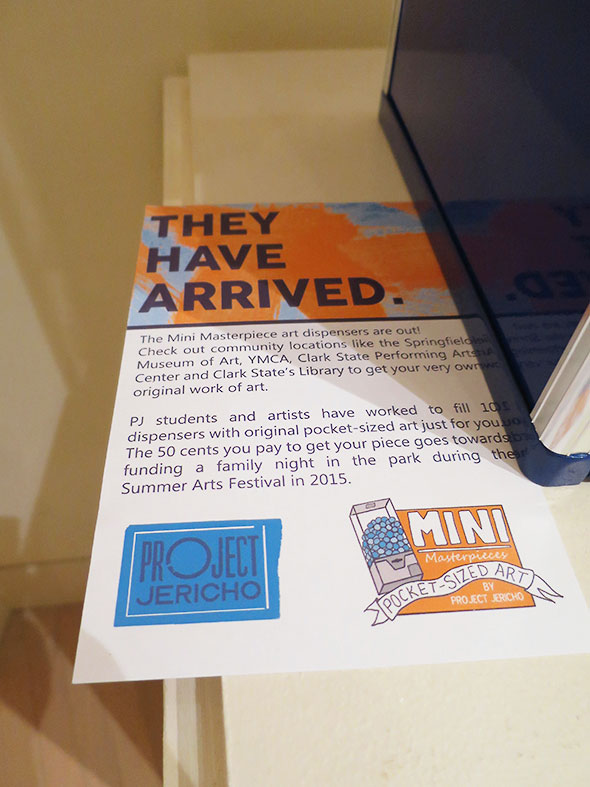 THEY
HAVE
ARRIVED.
The Mini Masterpiece art dispensers are out!
Check out community locations like the Springfield
Museum of Art, YMCA, Clark State Performing Arts
Center and Clark State's Library to get your very own
original work of art.
PJ students and artists have worked to fill 10
dispensers with original pocket-sized art just for you.
The 50 cents you pay to get your piece goes towards
funding a family night in the park during the
Summer Arts Festival in 2015.
PROJECT
JERICHO
MINI
Masterpieces
POCKET-SIZED ART
BY
PROJECT JERICHO